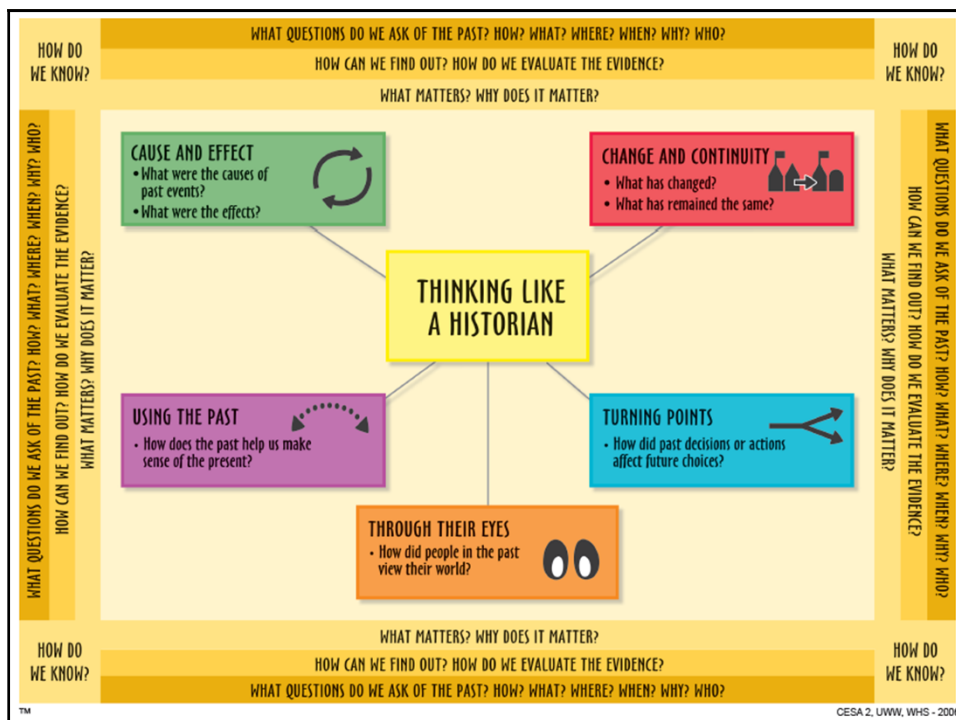 WHAT QUESTIONS DO WE ASK OF THE PAST? HOW? WHAT? WHERE? WHEN? WHY? WHO?
HOW CAN WE FIND OUT? HOW DO WE EVALUATE THE EVIDENCE?
WHAT MATTERS? WHY DOES IT MATTER?
HOW DO
WE KNOW?
HOW DO
WE KNOW?
WHAT QUESTIONS DO WE ASK OF THE PAST? HOW? WHAT? WHERE? WHEN? WHY? WHO?
HOW CAN WE FIND OUT? HOW DO WE EVALUATE THE EVIDENCE?
WHAT MATTERS? WHY DOES IT MATTER?
CAUSE AND EFFECT
• What were the causes of
past events?
• What were the effects?
CHANGE AND CONTINUITY
• What has changed?
• What has remained the same?
THINKING LIKE
A HISTORIAN
USING THE PAST
• How does the past help us make
sense of the present?
TURNING POINTS
• How did past decisions or actions
affect future choices?
THROUGH THEIR EYES
• How did people in the past
view their world?
WHAT MATTERS? WHY DOES IT MATTER?
HOW CAN WE FIND OUT? HOW DO WE EVALUATE THE EVIDENCE?
WHAT QUESTIONS DO WE ASK OF THE PAST? HOW? WHAT? WHERE? WHEN? WHY? WHO?
WHAT MATTERS? WHY DOES IT MATTER?
HOW CAN WE FIND OUT? HOW DO WE EVALUATE THE EVIDENCE?
WHAT QUESTIONS DO WE ASK OF THE PAST? HOW? WHAT? WHERE? WHEN? WHY? WHO?
HOW DO
WE KNOW?
HOW DO
WE KNOW?
TM
CESA 2, UWW, WHS - 2006